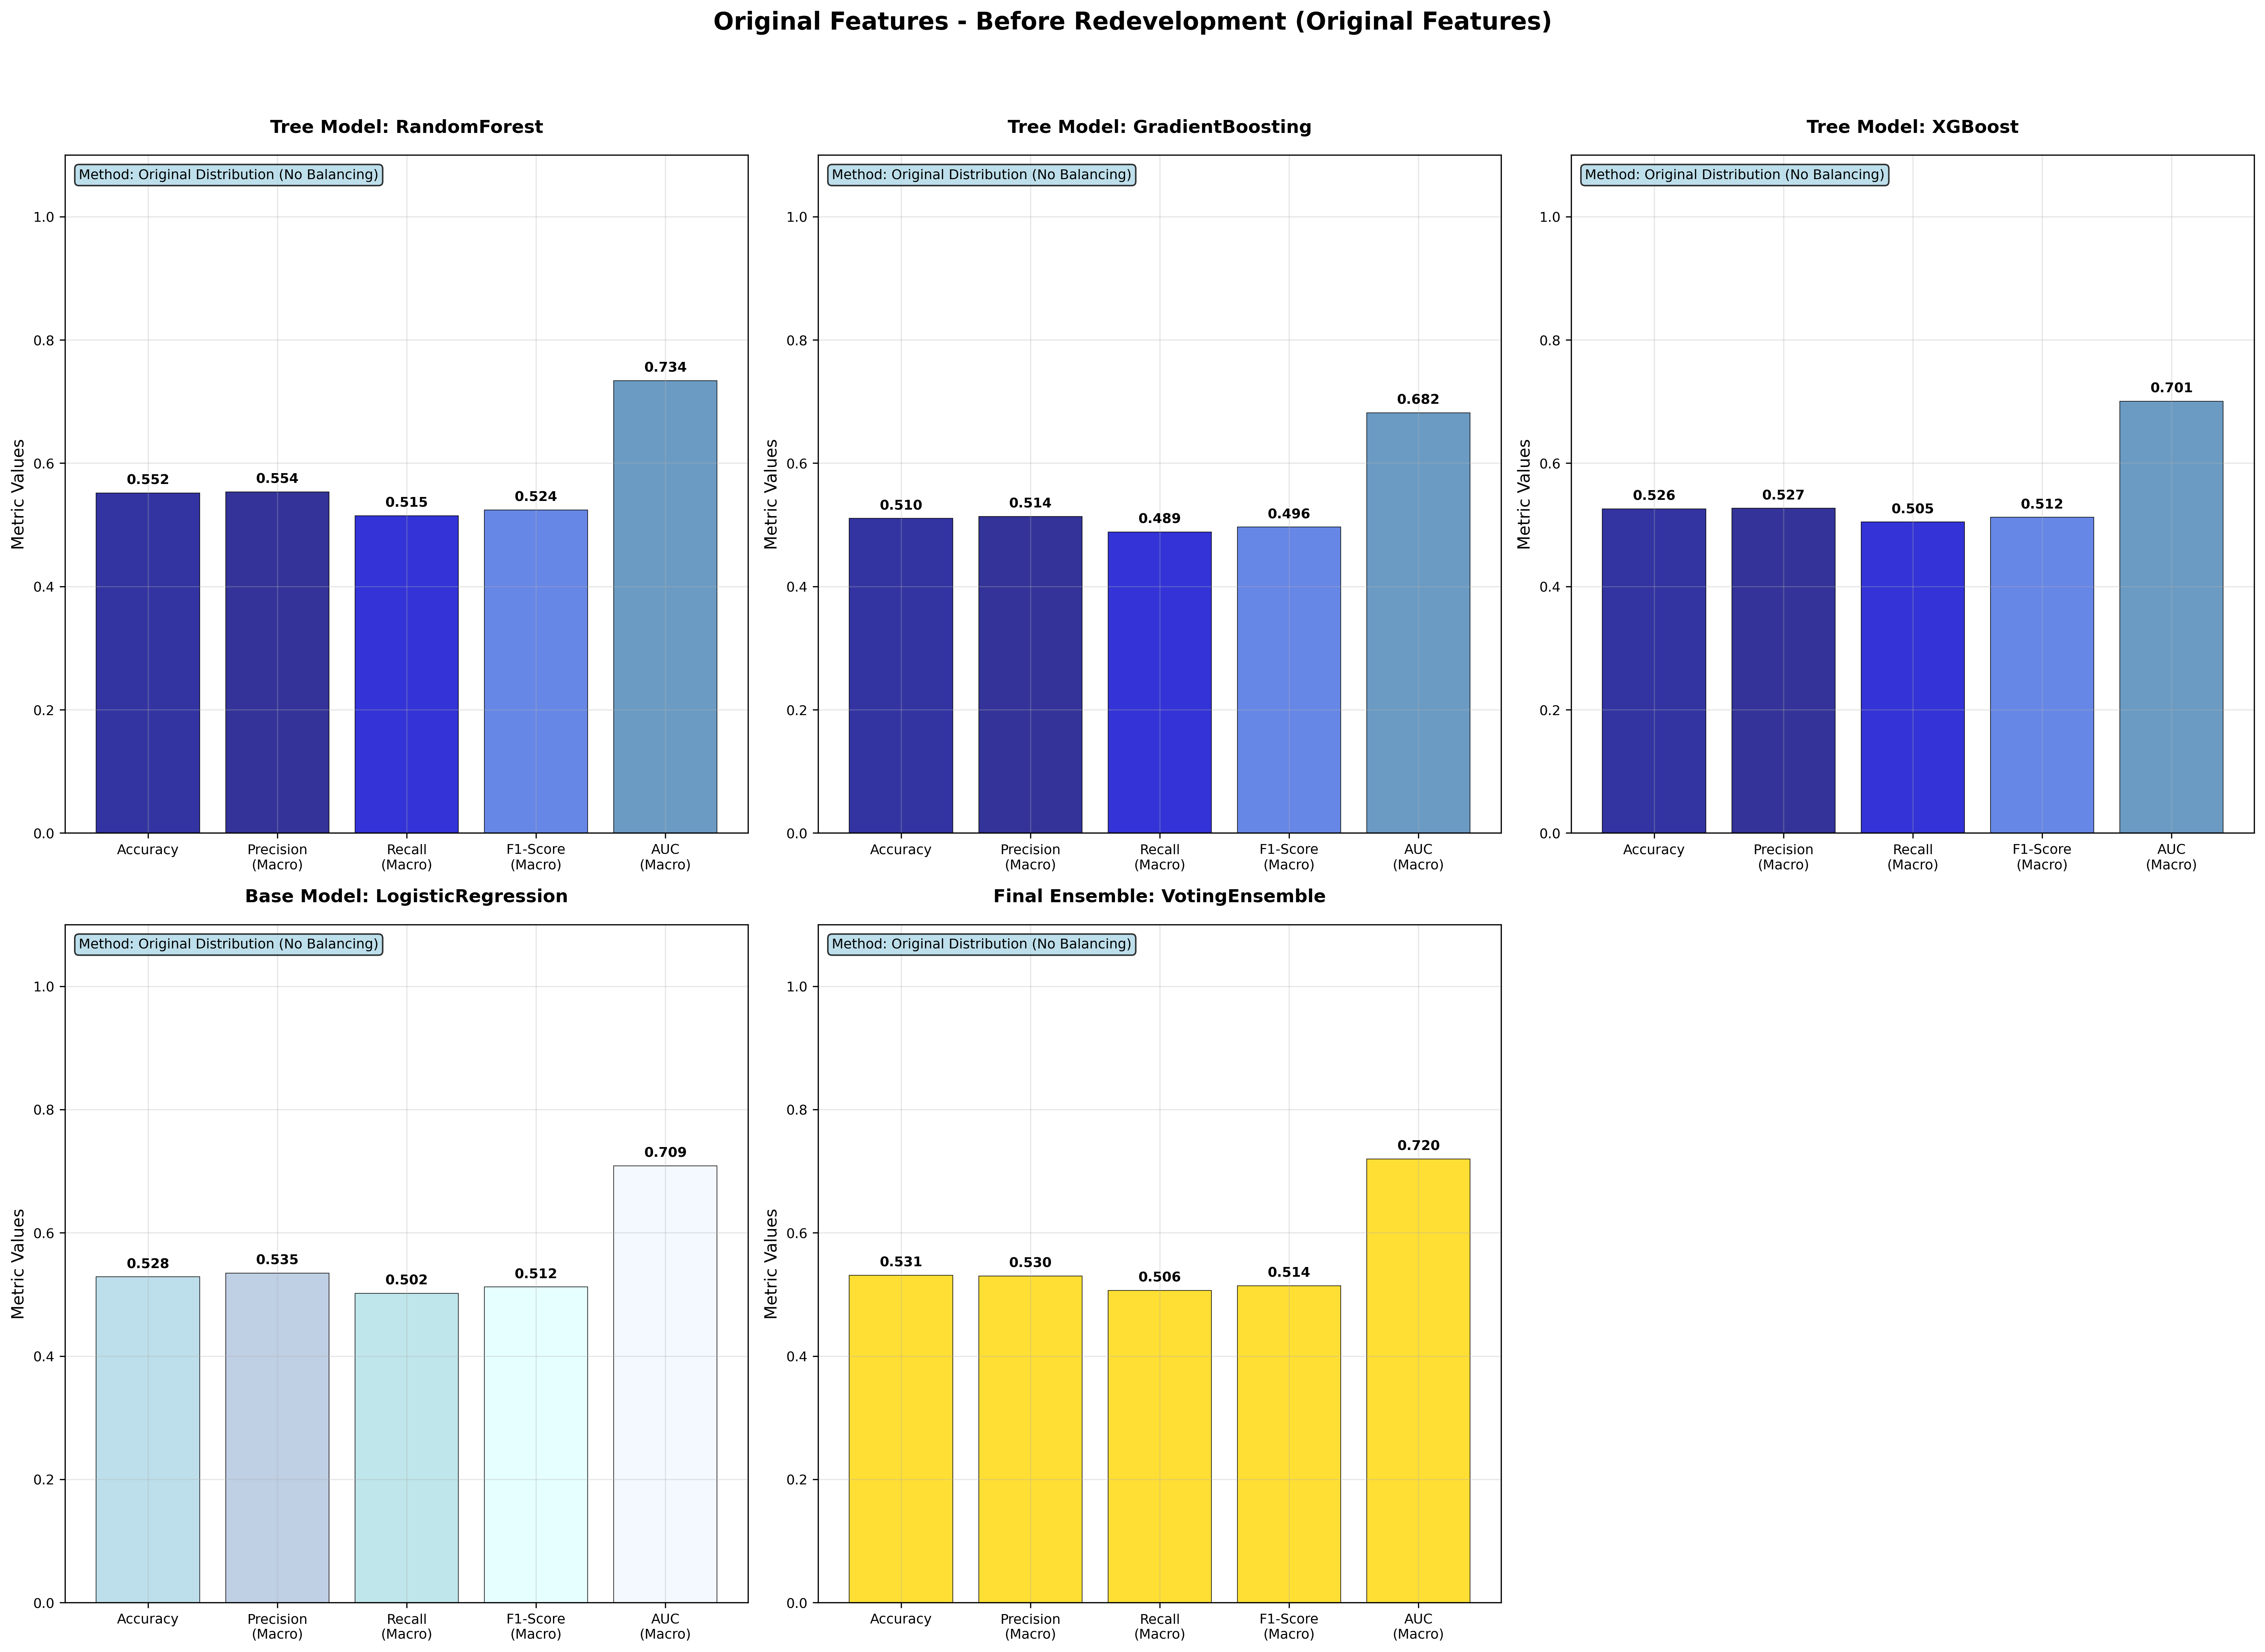 Original Features - Before Redevelopment (Original Features)
Tree Model: RandomForest
Method: Original Distribution (No Balancing)
Metric Values
1.0
0.8
0.6
0.4
0.2
0.0
0.552
0.554
0.515
0.524
0.734
Accuracy
Precision
(Macro)
Recall
(Macro)
F1-Score
(Macro)
AUC
(Macro)
Tree Model: GradientBoosting
Method: Original Distribution (No Balancing)
Metric Values
1.0
0.8
0.6
0.4
0.2
0.0
0.510
0.514
0.489
0.496
0.682
Accuracy
Precision
(Macro)
Recall
(Macro)
F1-Score
(Macro)
AUC
(Macro)
Tree Model: XGBoost
Method: Original Distribution (No Balancing)
Metric Values
1.0
0.8
0.6
0.4
0.2
0.0
0.526
0.527
0.505
0.512
0.701
Accuracy
Precision
(Macro)
Recall
(Macro)
F1-Score
(Macro)
AUC
(Macro)
Base Model: LogisticRegression
Method: Original Distribution (No Balancing)
Metric Values
1.0
0.8
0.6
0.4
0.2
0.0
0.528
0.535
0.502
0.512
0.709
Accuracy
Precision
(Macro)
Recall
(Macro)
F1-Score
(Macro)
AUC
(Macro)
Final Ensemble: VotingEnsemble
Method: Original Distribution (No Balancing)
Metric Values
1.0
0.8
0.6
0.4
0.2
0.0
0.531
0.530
0.506
0.514
0.720
Accuracy
Precision
(Macro)
Recall
(Macro)
F1-Score
(Macro)
AUC
(Macro)